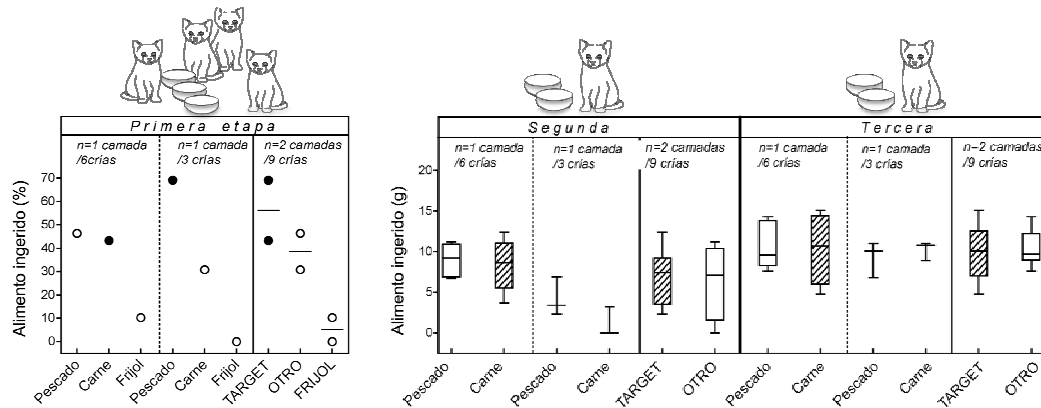 Primera etapa
n=1 camada
/6crías
n=1 camada
/3 crías
n=2 camadas
/9 crías
Alimento ingerido (%)
70
60
50
40
30
20
10
0
Pescado
Carne
Frijol
Pescado
Carne
Frijol
TARGET
OTRO
FRIJOL
Segunda
Tercera
n=1 camada
/6 crías
n=1 camada
/3 crías
n=2 camadas
/9 crías
n=1 camada
/6 crías
n=1 camada
/3 crías
n=2 camadas
/9 crías
Alimento ingerido (g)
20
15
10
5
0
Pescado
Carne
Pescado
Carne
TARGET
OTRO
Pescado
Carne
Pescado
Carne
TARGET
OTRO